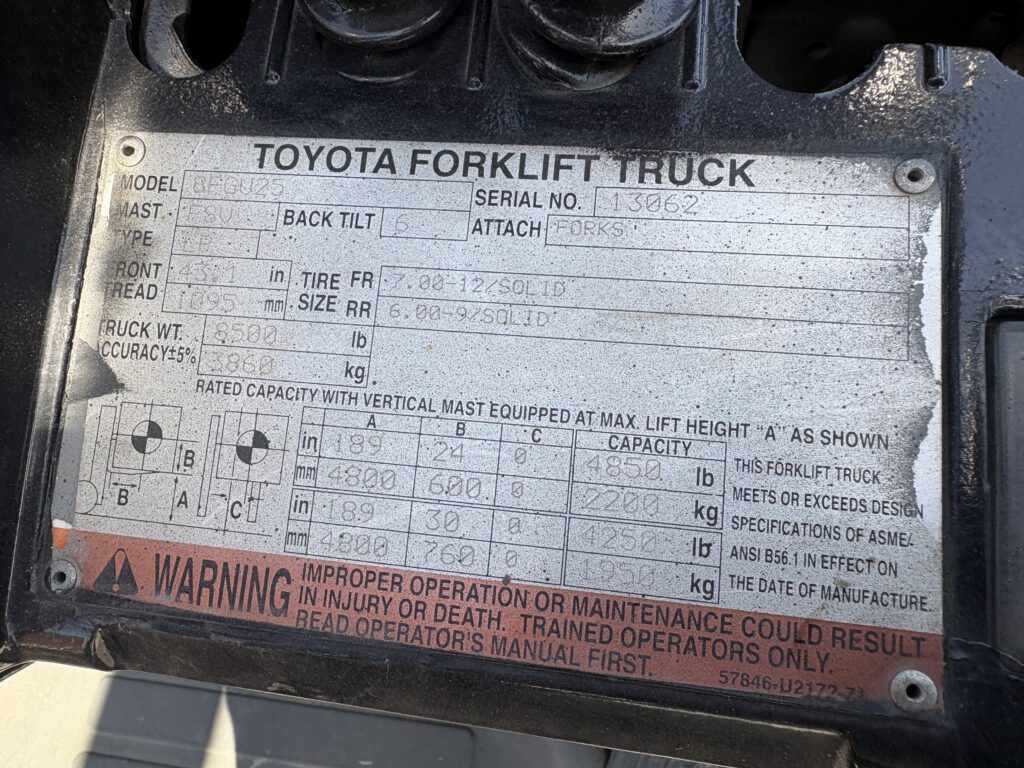 TOYOTA FORKLIFT TRUCK
MODEL 8FGU25 SERIAL NO. 13062
MAST BACK TILT 6 ATTACH FORKS
TYPE
FRONT TREAD 43.1 in 1095 mm
TIRE SIZE FR 7.00-12/SOLID
RR 6.00-9/SOLID
TRUCK WT. 8500 lb
ACCURACY±5% 3860 kg
RATED CAPACITY WITH VERTICAL MAST EQUIPPED AT MAX. LIFT HEIGHT "A" AS SHOWN
A B C CAPACITY
in 189 24 0 4850 lb
mm 4800 600 0 2200 kg
in 189 30 0 4250 lb
mm 4800 760 0 1950 kg
B
B A C
THIS FORKLIFT TRUCK
MEETS OR EXCEEDS DESIGN
SPECIFICATIONS OF ASME/
ANSI B56.1 IN EFFECT ON
THE DATE OF MANUFACTURE.
WARNING
IMPROPER OPERATION OR MAINTENANCE COULD RESULT
IN INJURY OR DEATH. TRAINED OPERATORS ONLY.
READ OPERATOR'S MANUAL FIRST.
57846-U2172-71